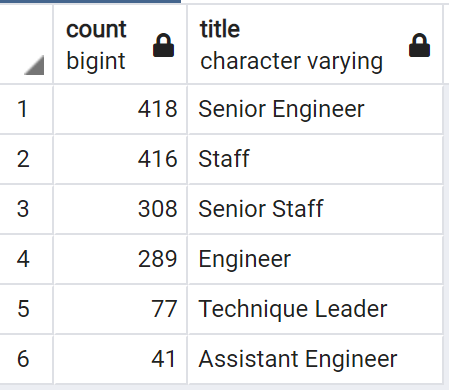 count title
bigint character varying
1 418 Senior Engineer
2 416 Staff
3 308 Senior Staff
4 289 Engineer
5 77 Technique Leader
6 41 Assistant Engineer